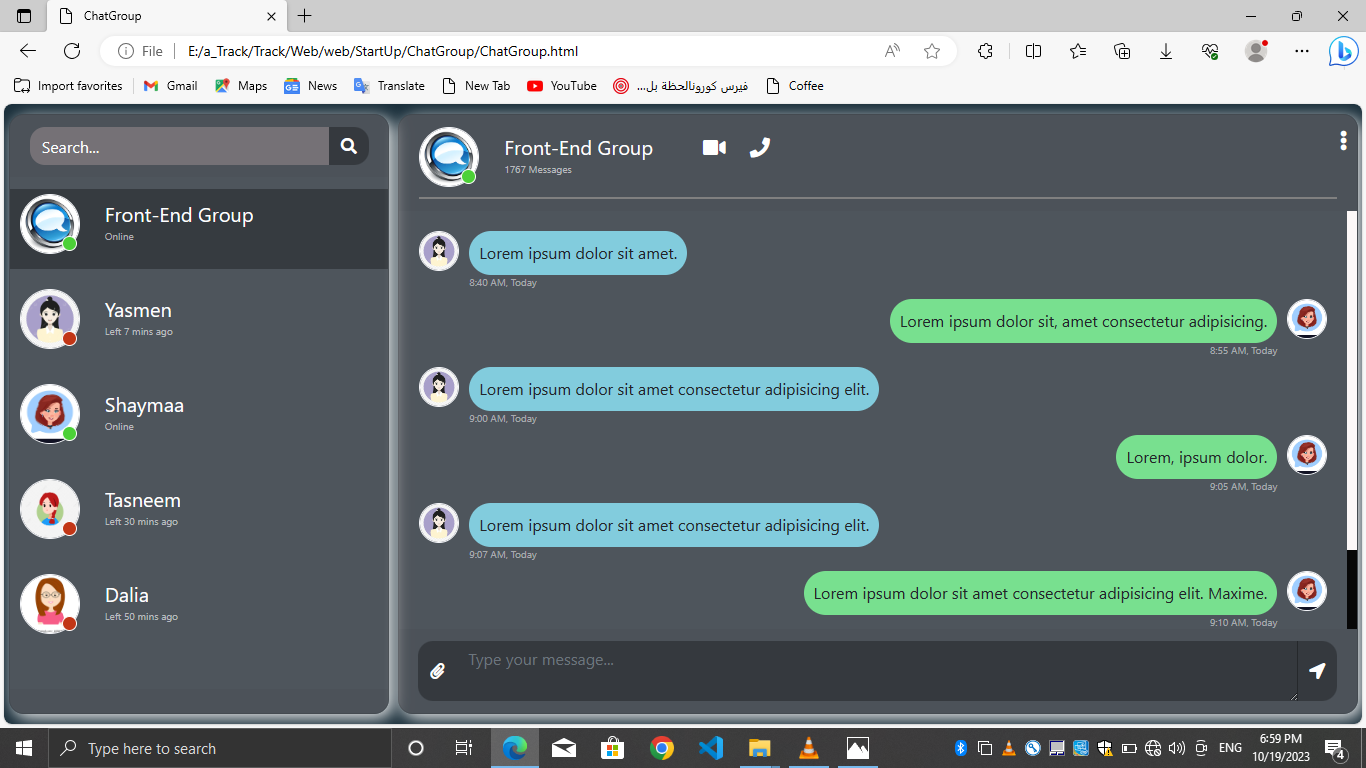 ChatGroup
File
E:/a_Track/Track/Web/web/StartUp/ChatGroup/ChatGroup.html
Import favorites
Gmail
Maps
News
Translate
New Tab
YouTube
فيرس كورونالحظة بل...
Coffee
Search...
Front-End Group
Online
Yasmen
Left 7 mins ago
Shaymaa
Online
Tasneem
Left 30 mins ago
Dalia
Left 50 mins ago
Front-End Group
1767 Messages
Lorem ipsum dolor sit amet.
8:40 AM, Today
Lorem ipsum dolor sit, amet consectetur adipisicing.
8:55 AM, Today
Lorem ipsum dolor sit amet consectetur adipisicing elit.
9:00 AM, Today
Lorem, ipsum dolor.
9:05 AM, Today
Lorem ipsum dolor sit amet consectetur adipisicing elit.
9:07 AM, Today
Lorem ipsum dolor sit amet consectetur adipisicing elit. Maxime.
9:10 AM, Today
Type your message...
Type here to search
ENG
6:59 PM
10/19/2023
4